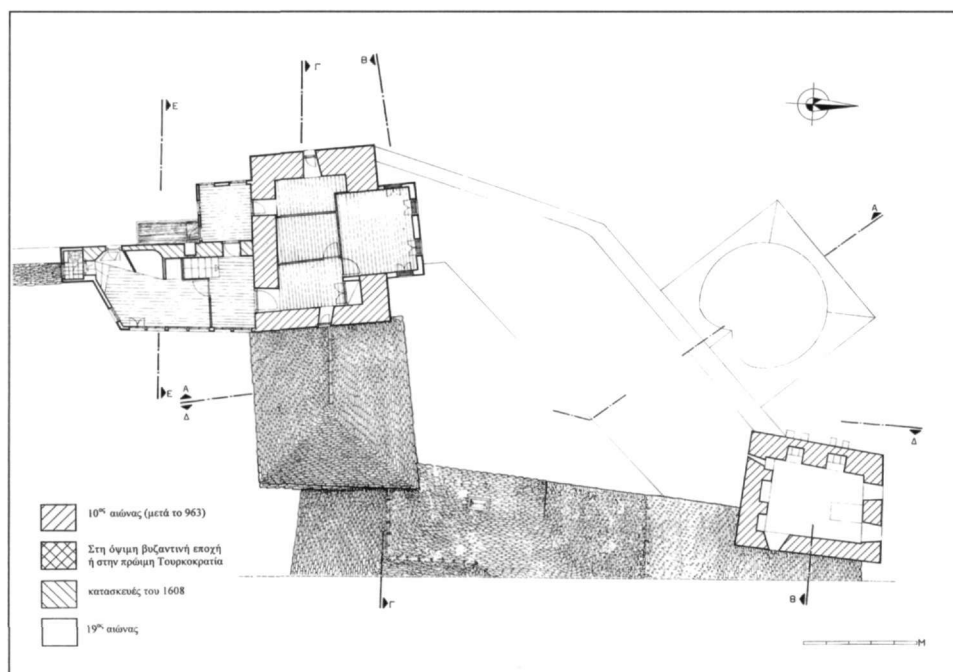 Γ
Β
Ε
Α
Ε
Α
Δ
Δ
10ος αιώνας (μετά το 963)
Στη όψιμη βυζαντινή εποχή
ή στην πρώιμη Τουρκοκρατία
κατασκευές του 1608
19ος αιώνας
Γ
Β
Μ